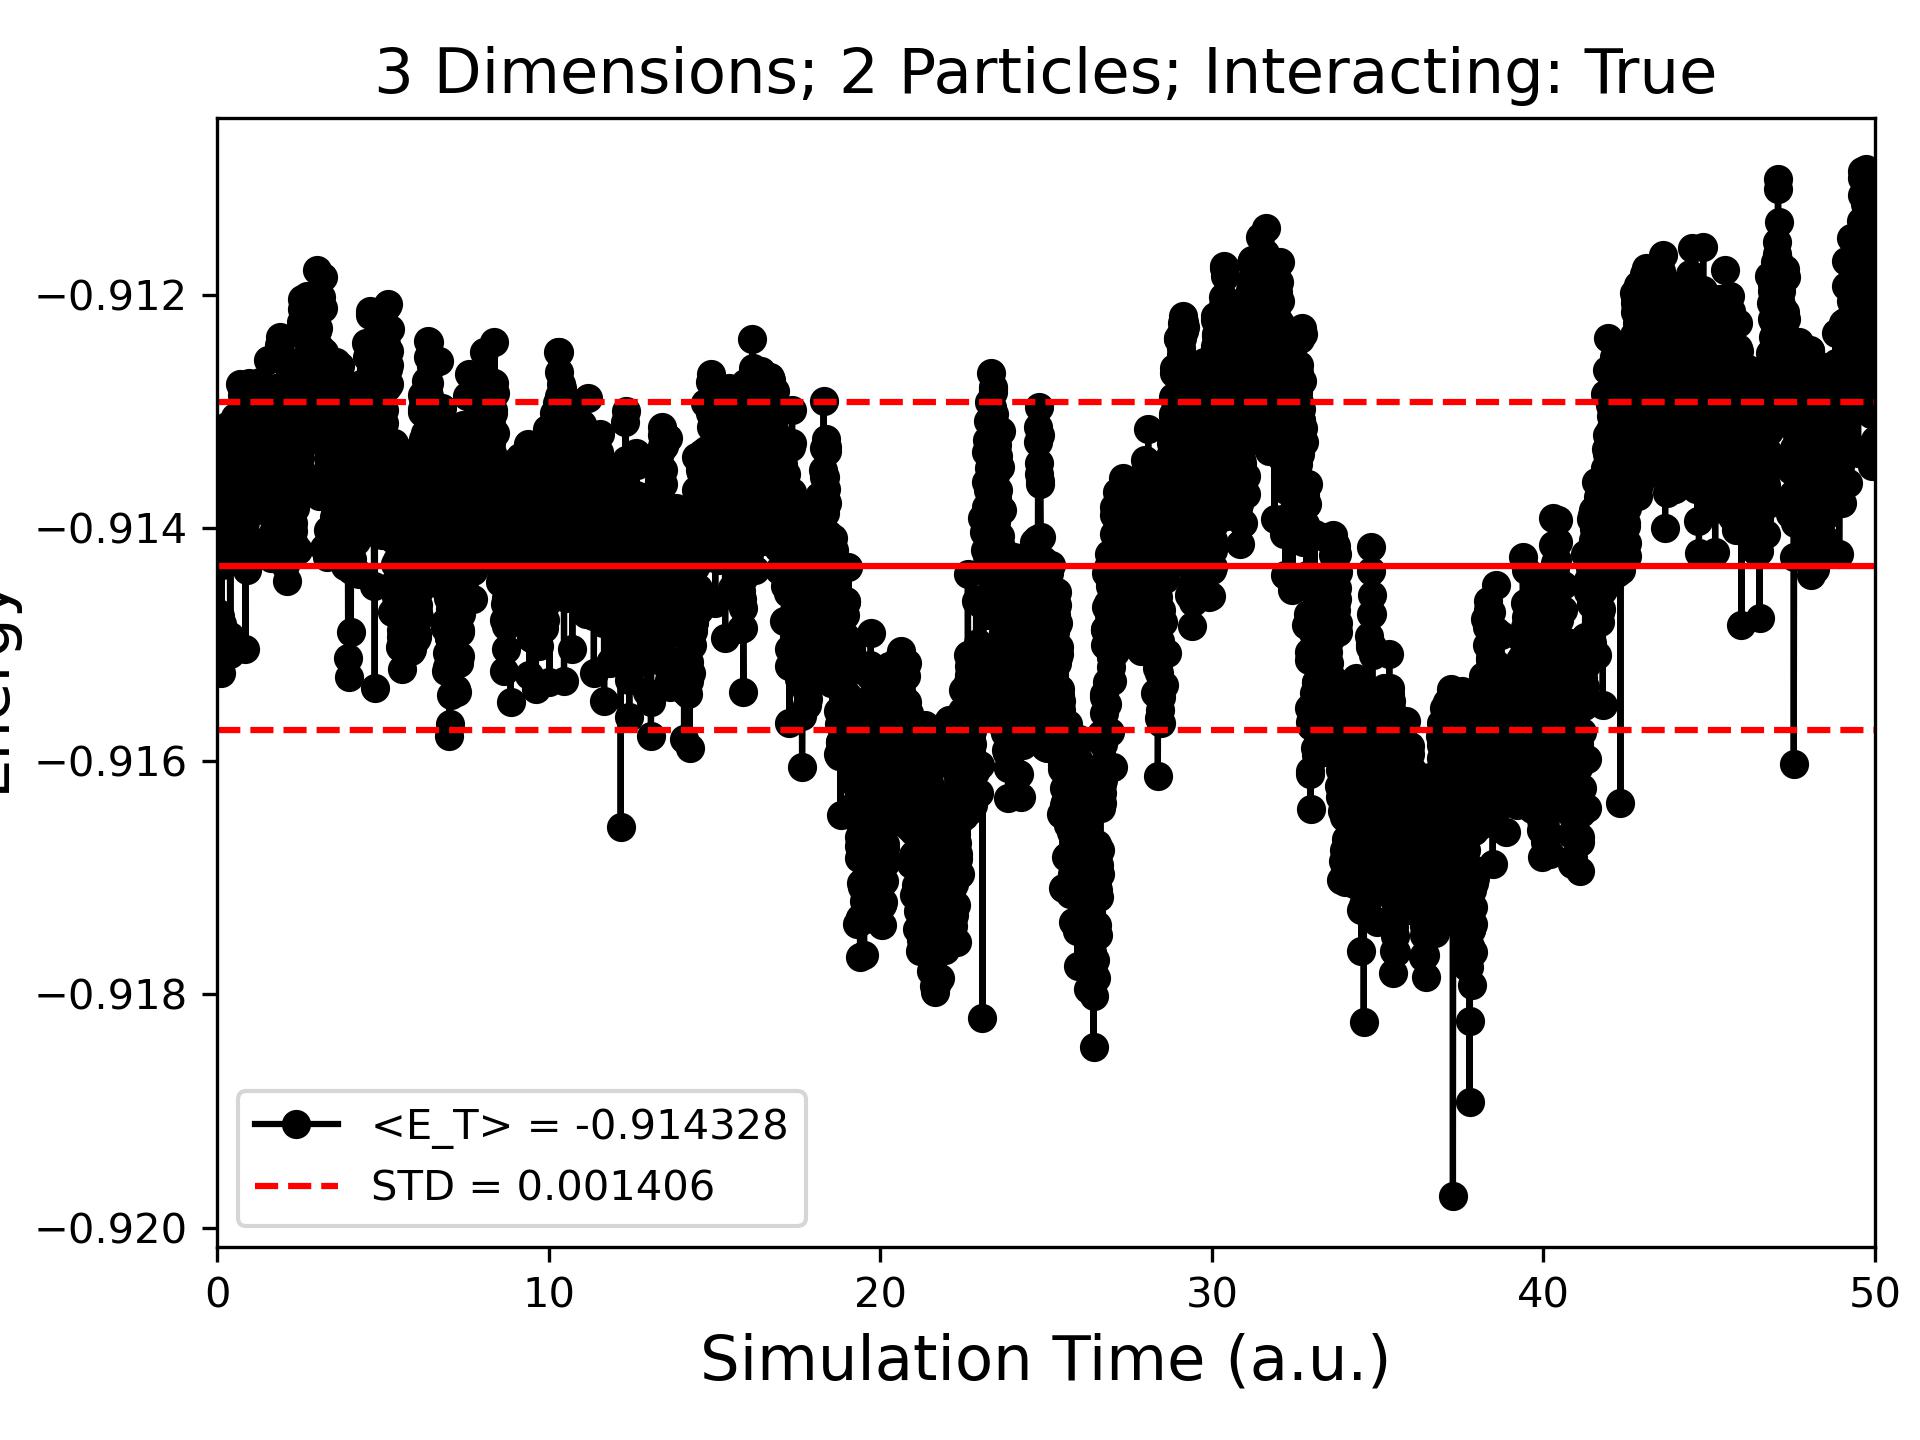 3 Dimensions; 2 Particles; Interacting: True
Energy
−0.912
−0.914
−0.916
−0.918
−0.920
<E_T> = -0.914328
STD = 0.001406
0 10 20 30 40 50
Simulation Time (a.u.)